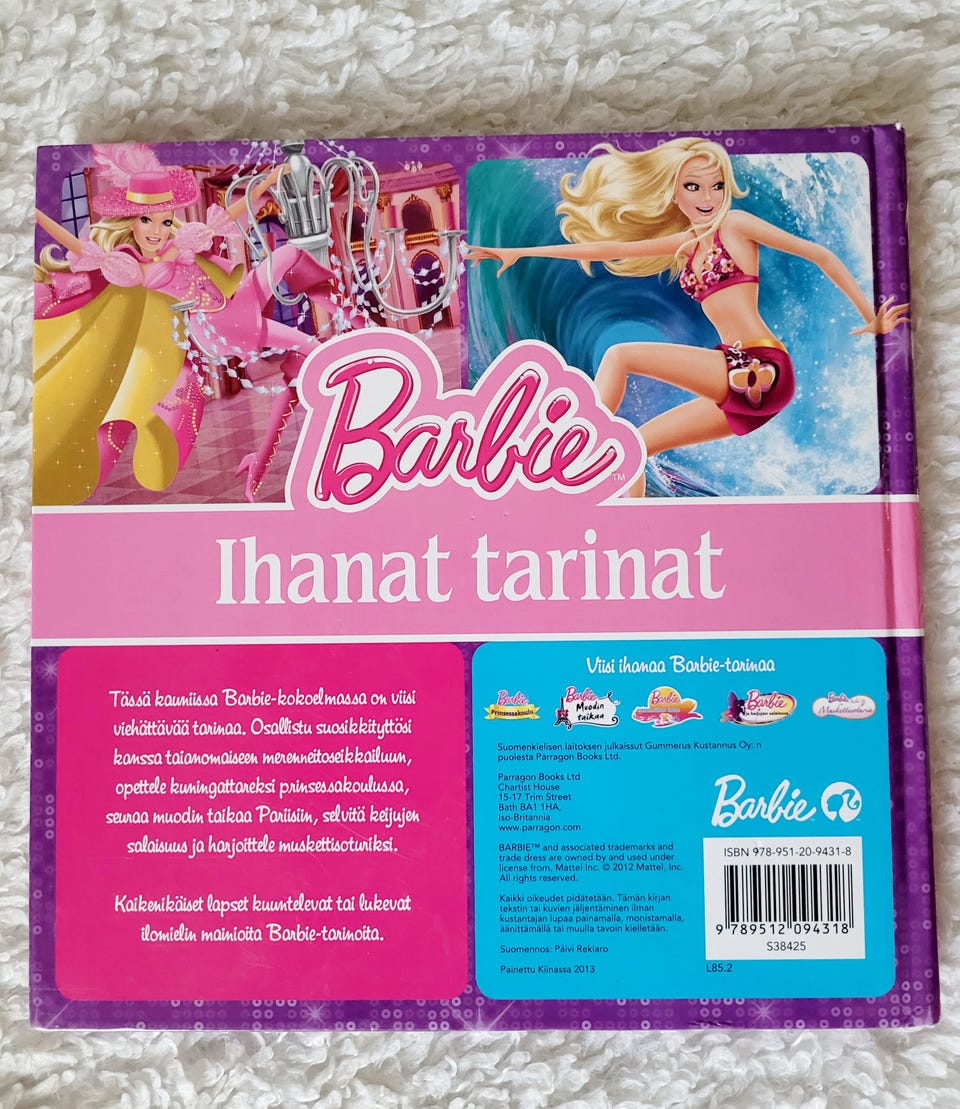 Barbie™
Ihanat tarinat
Tässä kauniissa Barbie-kokoelmassa on viisi
viehättävää tarinaa. Osallistu suosikkityttösi
kanssa taianomaiseen merenneitoseikkailuun,
opettele kuningattareksi prinsessakoulussa,
seuraa muodin taikaa Pariisiin, selvitä keijujen
salaisuus ja harjoittele muskettisoturiksi.
Kaikenikäiset lapset kuuntelevat tai lukevat
ilomielin mainioita Barbie-tarinoita.
Viisi ihanaa Barbie-tarinaa
Barbie
Prinsessakoulu
Barbie
Muodin
taikaa
Barbie
Barbie
ja keijujen salaisuus
Barbie
Suomenkielisen laitoksen julkaissut Gummerus Kustannus Oy: n
puolesta Parragon Books Ltd.
Parragon Books Ltd
Chartist House
15-17 Trim Street
Bath BA1 1HA,
Iso-Britannia
www.parragon.com
BARBIE™ and associated trademarks and
trade dress are owned by and used under
license from, Mattel Inc. © 2012 Mattel, Inc.
All rights reserved.
Kaikki oikeudet pidätetään. Tämän kirjan
tekstin tai kuvien jäljentäminen ilman
kustantajan lupaa painamalla, monistamalla,
äänittämällä tai muulla tavoin kielletään.
Suomennos: Päivi Rekiaro
Painettu Kiinassa 2013
Barbie
ISBN 978-951-20-9431-8
9 789512 094318
S38425
L85.2